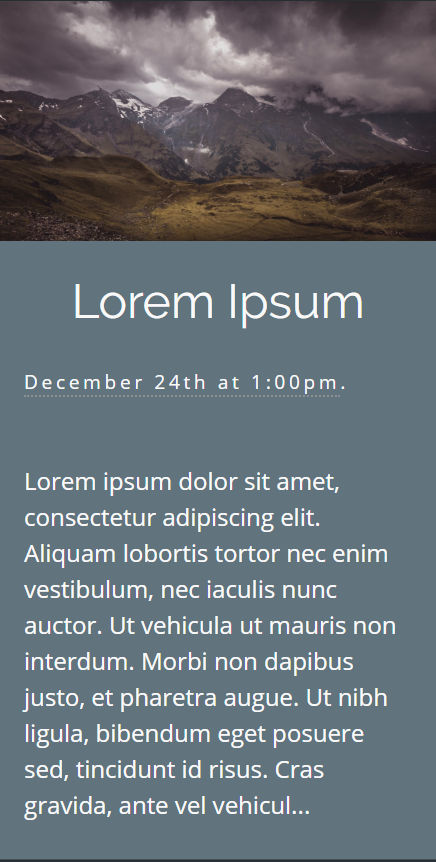 Lorem Ipsum
December 24th at 1:00pm.
Lorem ipsum dolor sit amet,
consectetur adipiscing elit.
Aliquam lobortis tortor nec enim
vestibulum, nec iaculis nunc
auctor. Ut vehicula ut mauris non
interdum. Morbi non dapibus
justo, et pharetra augue. Ut nibh
ligula, bibendum eget posuere
sed, tincidunt id risus. Cras
gravida, ante vel vehicul...